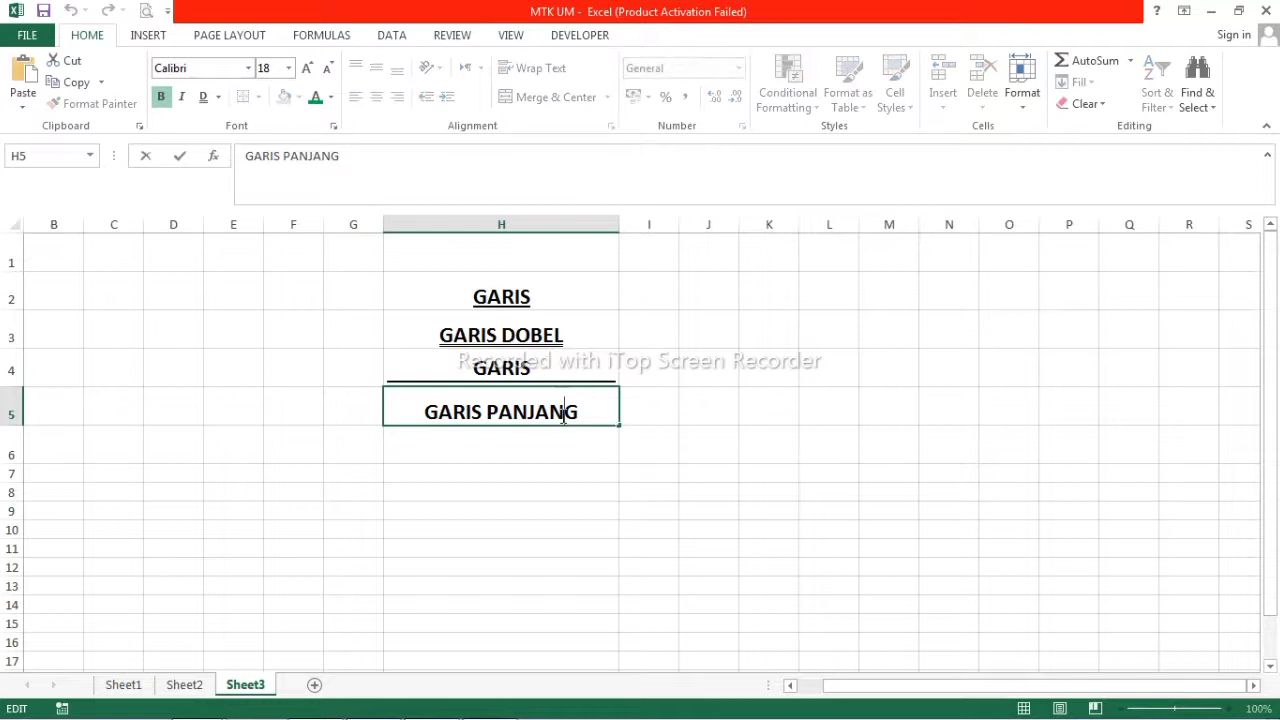 MTK UM - Excel (Product Activation Failed)
FILE HOME INSERT PAGE LAYOUT FORMULAS DATA REVIEW VIEW DEVELOPER Sign in
Paste Cut Copy Format Painter Clipboard
Calibri 18 B I D Font
Wrap Text Merge & Center Alignment
General % , Number
Conditional Formatting Format as Table Cell Styles Styles
Insert Delete Format Cells
AutoSum Fill Clear Sort & Filter Find & Select Editing
H5 fx GARIS PANJANG
B C D E F G H I J K L M N O P Q R S
1
2 GARIS
3 GARIS DOBEL
Recorded with iTop Screen Recorder
4 GARIS
5 GARIS PANJANG
6
7
8
9
10
11
12
13
14
15
16
17
Sheet1 Sheet2 Sheet3
EDIT 100%